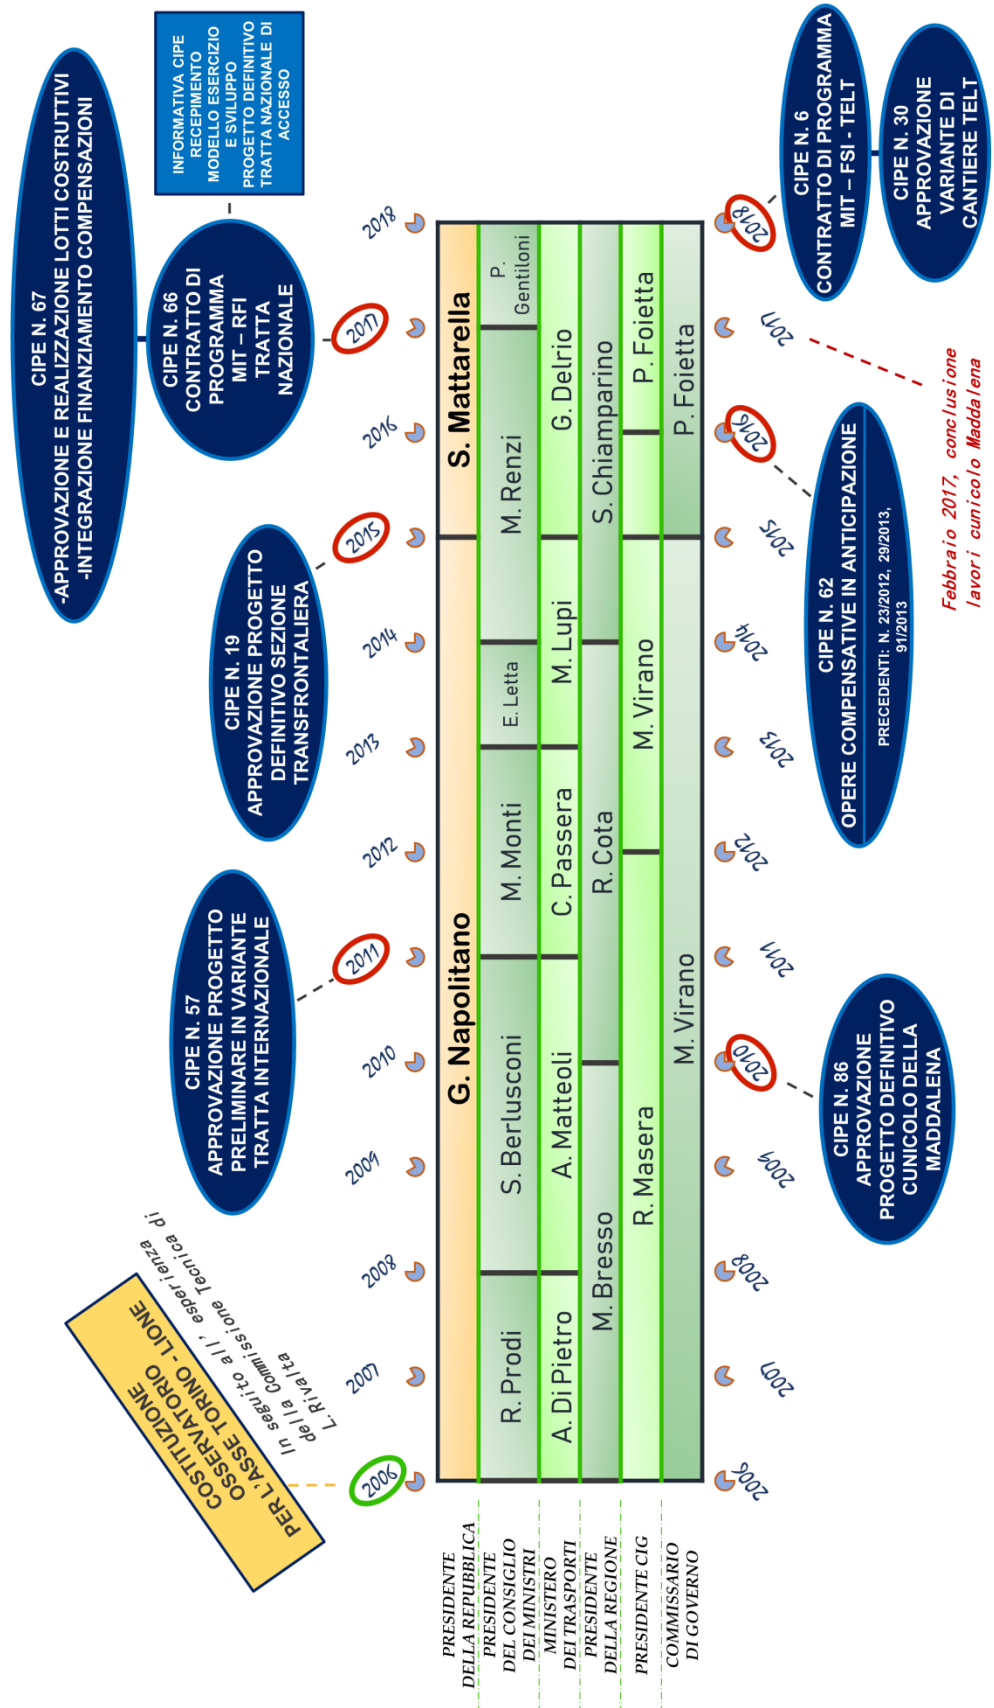 CIPE N. 67
-APPROVAZIONE E REALIZZAZIONE LOTTI COSTRUTTIVI
-INTEGRAZIONE FINANZIAMENTO COMPENSAZIONI
CIPE N. 66
CONTRATTO DI
PROGRAMMA
MIT – RFI
TRATTA
NAZIONALE
INFORMATIVA CIPE
RECEPIMENTO
MODELLO ESERCIZIO
E SVILUPPO
PROGETTO DEFINITIVO
TRATTA NAZIONALE DI
ACCESSO
CIPE N. 19
APPROVAZIONE PROGETTO
DEFINITIVO SEZIONE
TRANSFRONTALIERA
CIPE N. 57
APPROVAZIONE PROGETTO
PRELIMINARE IN VARIANTE
TRATTA INTERNAZIONALE
COSTITUZIONE
OSSERVATORIO
PER L'ASSE TORINO - LIONE
In seguito all' esperienza
della Commissione Tecnica di
L.Rivalta
2006
2007
2008
2009
2010
2011
2012
2013
2014
2015
2016
2017
2018
PRESIDENTE
DELLA REPUBBLICA
G. Napolitano
S. Mattarella
PRESIDENTE
DEL CONSIGLIO
DEI MINISTRI
R. Prodi
S. Berlusconi
M. Monti
E. Letta
M. Renzi
P.
Gentiloni
MINISTERO
DEI TRASPORTI
A. Di Pietro
A. Matteoli
C. Passera
M. Lupi
G. Delrio
PRESIDENTE
DELLA REGIONE
M. Bresso
R. Cota
S. Chiamparino
PRESIDENTE CIG
R. Masera
M. Virano
P. Foietta
COMMISSARIO
DI GOVERNO
M. Virano
P. Foietta
2006
2007
2008
2009
2010
2011
2012
2013
2014
2015
2016
2017
2018
CIPE N. 86
APPROVAZIONE
PROGETTO DEFINITIVO
CUNICOLO DELLA
MADDALENA
CIPE N. 62
OPERE COMPENSATIVE IN ANTICIPAZIONE
PRECEDENTI: N. 23/2012, 29/2013,
91/2013
Febbraio 2017, conclusione
lavori cunicolo Maddalena
CIPE N. 6
CONTRATTO DI PROGRAMMA
MIT – FSI - TELT
CIPE N. 30
APPROVAZIONE
VARIANTE DI
CANTIERE TELT